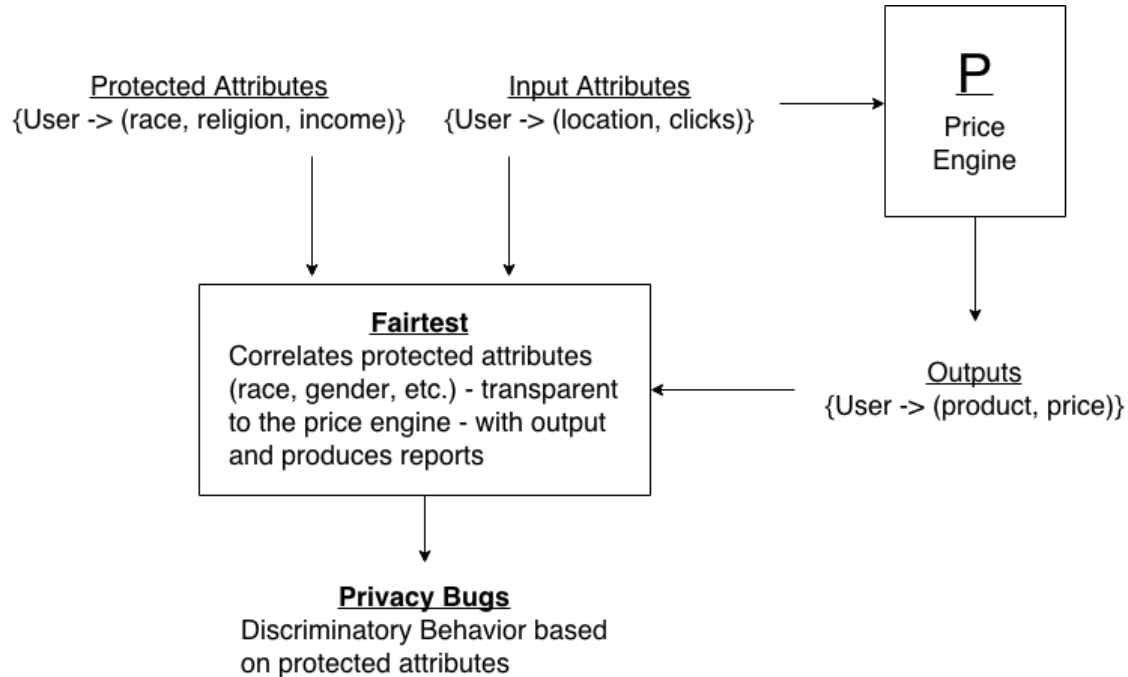 Protected Attributes
{User -> (race, religion, income)}
Input Attributes
{User -> (location, clicks)}
P
Price
Engine
Fairtest
Correlates protected attributes
(race, gender, etc.) - transparent
to the price engine - with output
and produces reports
Outputs
{User -> (product, price)}
Privacy Bugs
Discriminatory Behavior based
on protected attributes